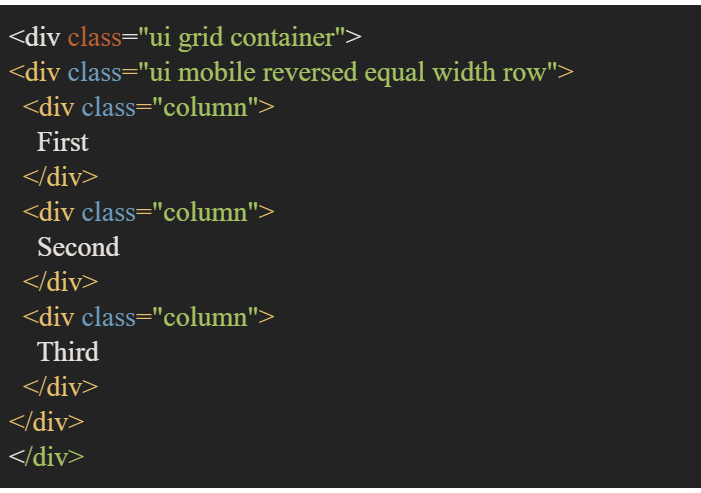 <div class="ui grid container">
<div class="ui mobile reversed equal width row">
<div class="column">
First
</div>
<div class="column">
Second
</div>
<div class="column">
Third
</div>
</div>
</div>